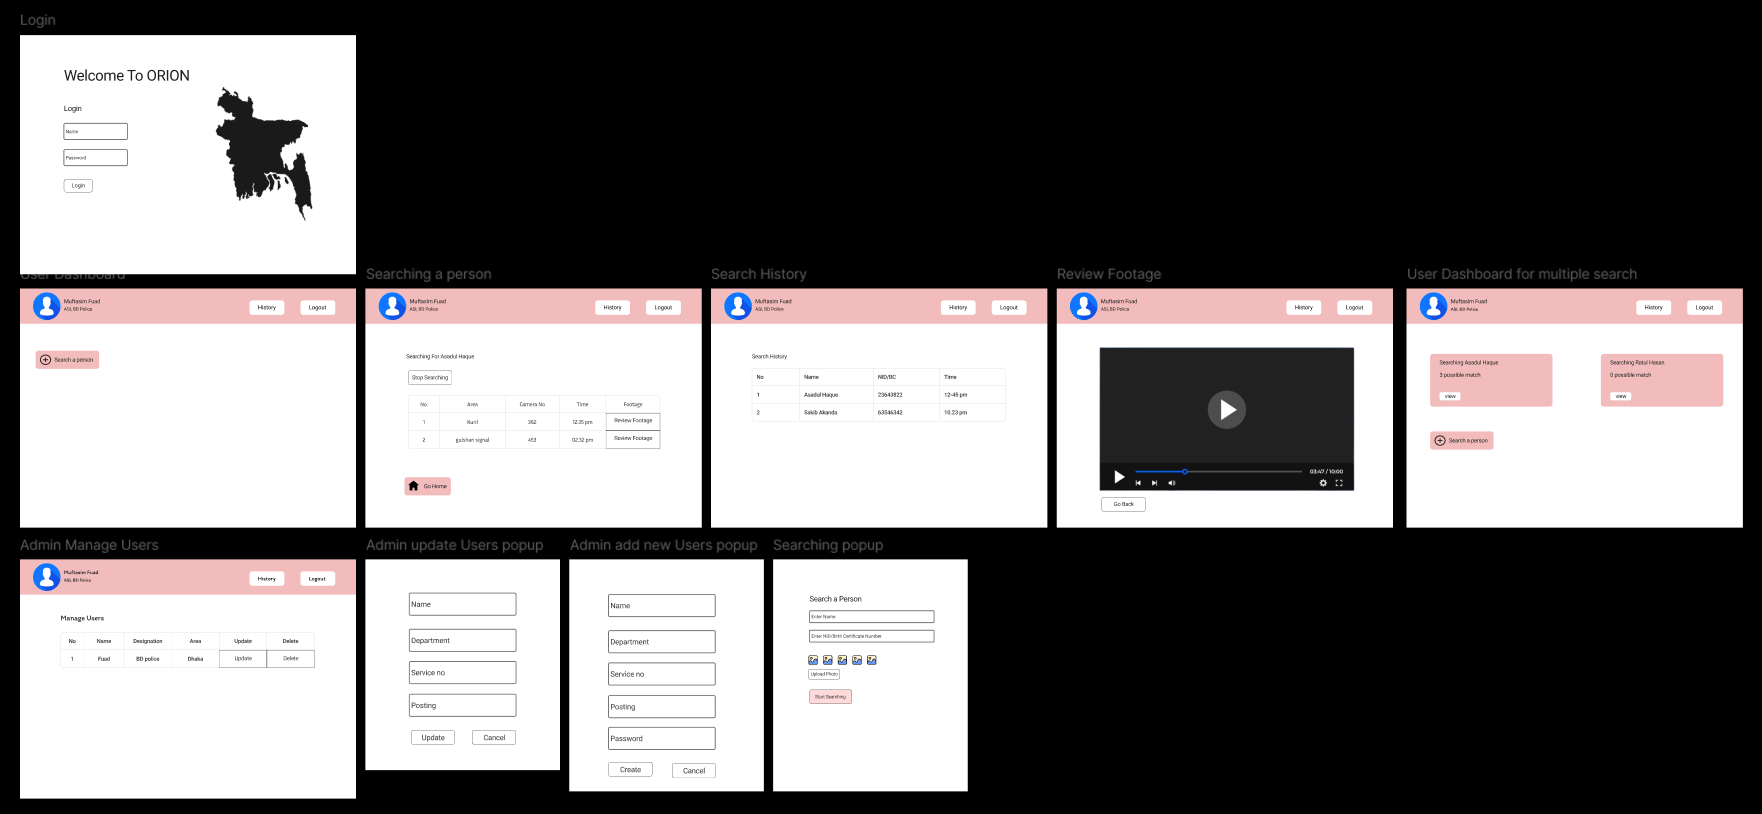 Login
Welcome To ORION
Login
Name
Password
Login
User Dashboard
Muftasim Fuad
ASI, BD Police
History
Logout
Search a person
Searching a person
Muftasim Fuad
ASI, BD Police
History
Logout
Searching For Asadul Haque
Stop Searching
No. Area Camera No. Time Footage
1 Kuril 362 12.35 pm Review Footage
2 gulshan signal 453 02.32 pm Review Footage
Go Home
Search History
Muftasim Fuad
ASI, BD Police
History
Logout
Search History
No Name NID/BC Time
1 Asadul Haque 23643822 12-45 pm
2 Sakib Akanda 63546342 10.23 pm
Review Footage
Muftasim Fuad
ASI, BD Police
History
Logout
03:47 / 10:00
Go Back
User Dashboard for multiple search
Muftasim Fuad
ASI, BD Police
History
Logout
Searching Asadul Haque
3 possible match
view
Searching Ratul Hasan
0 possible match
view
Search a person
Admin Manage Users
Muftasim Fuad
ASI, BD Police
History
Logout
Manage Users
No Name Designation Area Update Delete
1 Fuad BD police Dhaka Update Delete
Admin update Users popup
Name
Department
Service no
Posting
Update
Cancel
Admin add new Users popup
Name
Department
Service no
Posting
Password
Create
Cancel
Searching popup
Search a Person
Enter Name
Enter NID/Birth Certificate Number
Upload Photo
Start Searching